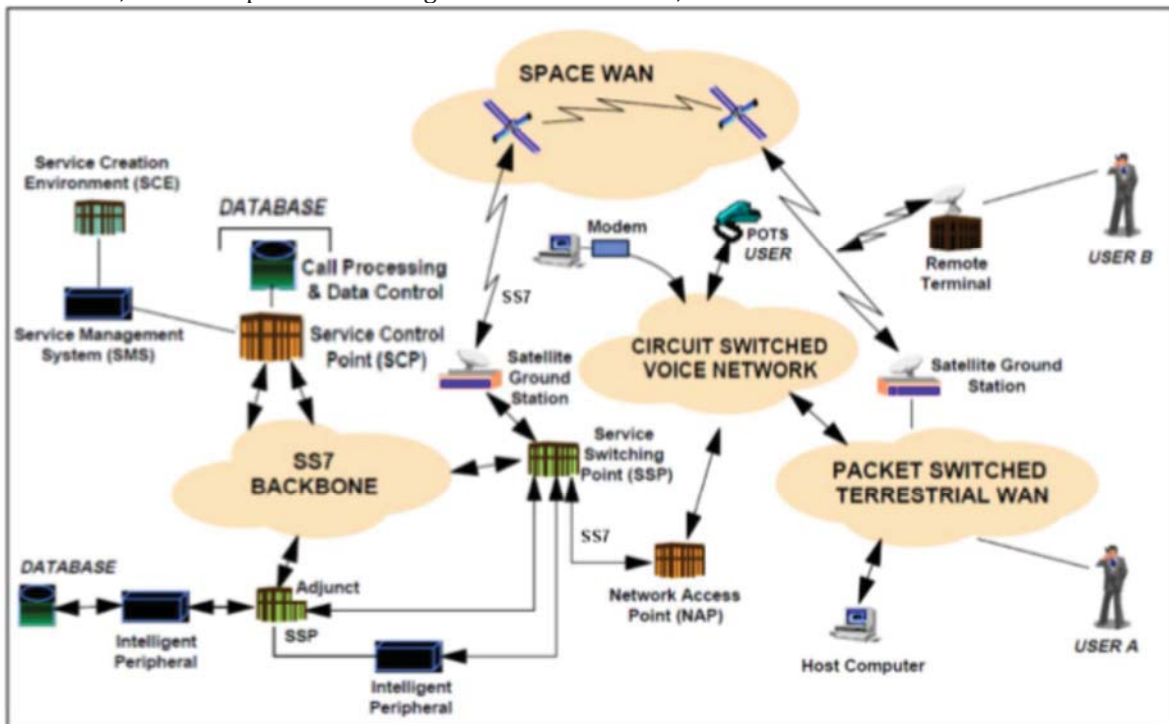 SPACE WAN
Service Creation
Environment (SCE)
DATABASE
Call Processing
& Data Control
Service Management
System (SMS)
Service Control
Point (SCP)
SS7
Modem
POTS
USER
Remote
Terminal
USER B
Satellite
Ground
Station
CIRCUIT SWITCHED
VOICE NETWORK
Satellite Ground
Station
SS7
BACKBONE
Service
Switching
Point (SSP)
PACKET SWITCHED
TERRESTRIAL WAN
SS7
DATABASE
Adjunct
SSP
Intelligent
Peripheral
Intelligent
Peripheral
Network Access
Point (NAP)
Host Computer
USER A